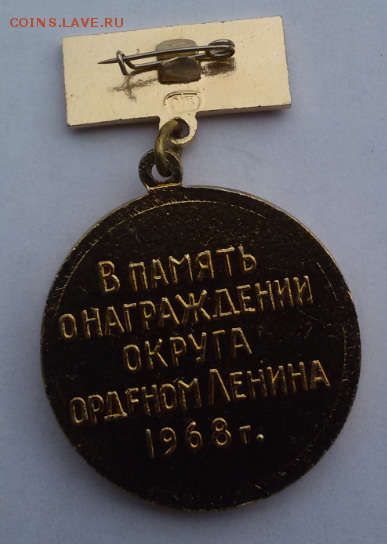 COINS.LAVE.RU
В ПАМЯТЬ
О НАГРАЖДЕНИИ
ОКРУГА
ОРДЕНОМ ЛЕНИНА
1968 г.